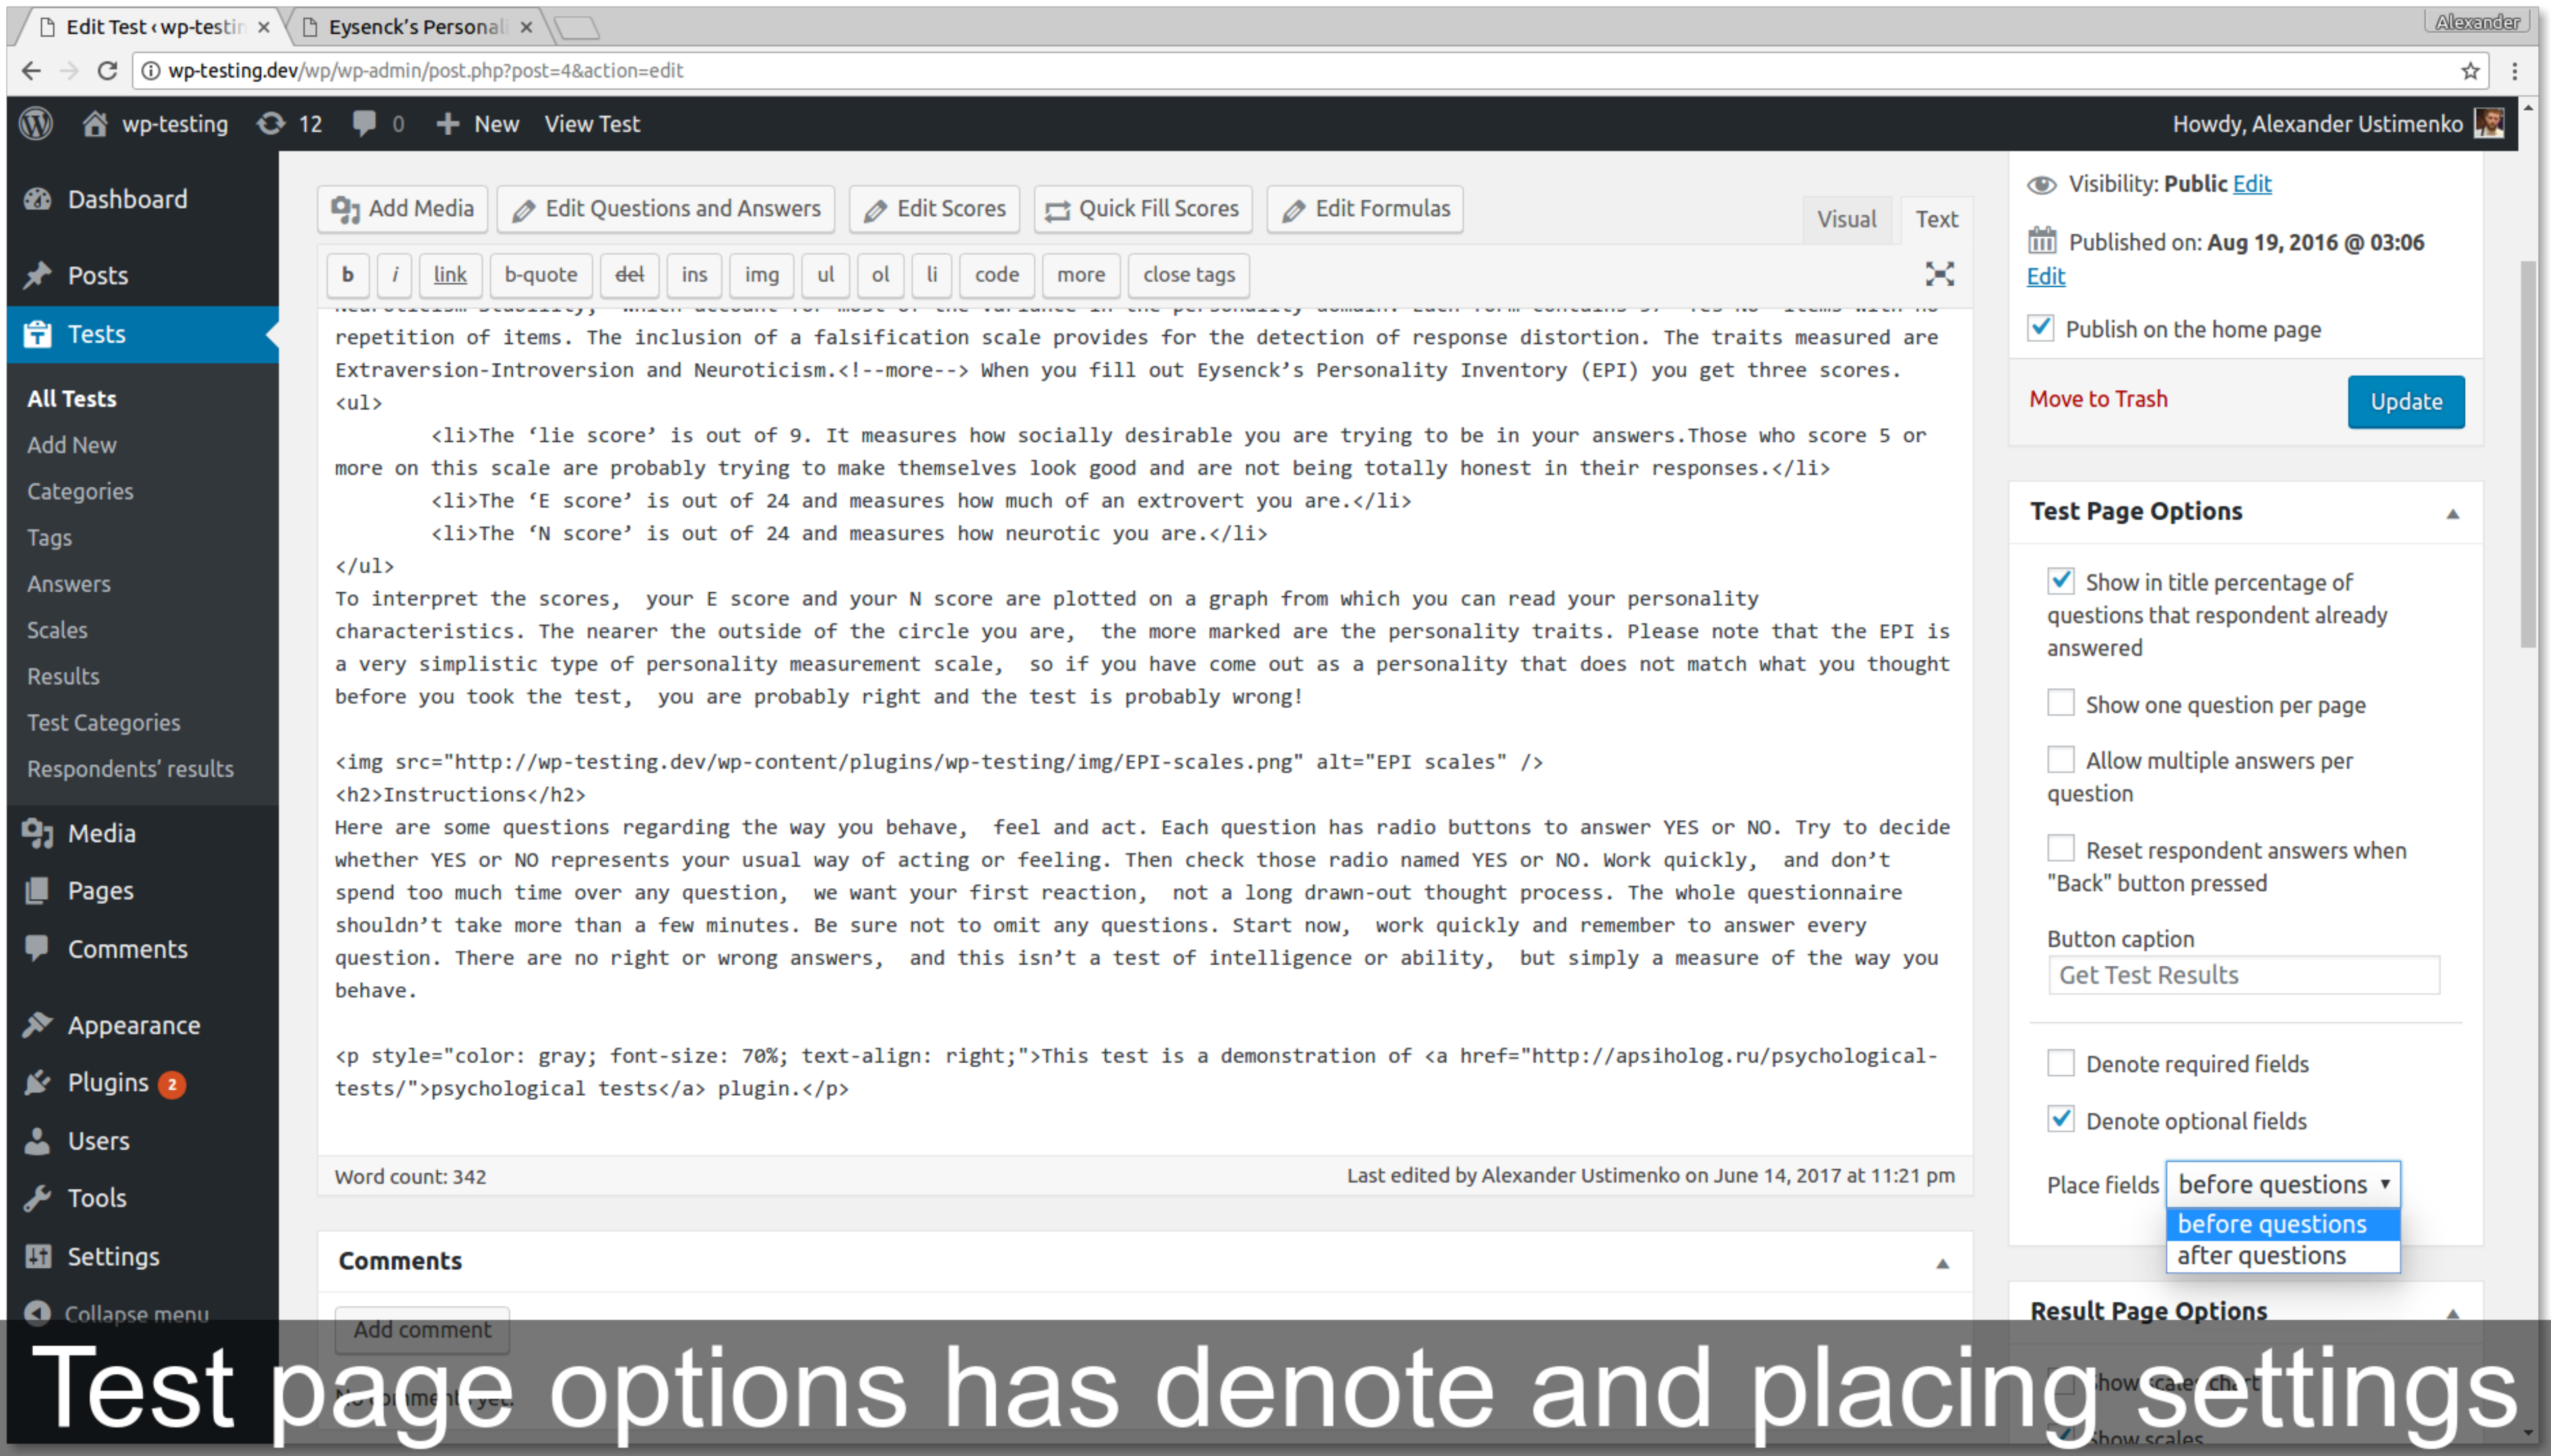 Edit Test ‹ wp-testin
Eysenck's Personali
Alexander
wp-testing.dev/wp/wp-admin/post.php?post=4&action=edit
wp-testing
12
0
New
View Test
Howdy, Alexander Ustimenko
Dashboard
Posts
Tests
All Tests
Add New
Categories
Tags
Answers
Scales
Results
Test Categories
Respondents' results
Media
Pages
Comments
Appearance
Plugins 2
Users
Tools
Settings
Collapse menu
Add Media
Edit Questions and Answers
Edit Scores
Quick Fill Scores
Edit Formulas
Visual
Text
b
i
link
b-quote
del
ins
img
ul
ol
li
code
more
close tags
repetition of items. The inclusion of a falsification scale provides for the detection of response distortion. The traits measured are
Extraversion-Introversion and Neuroticism.<!--more--> When you fill out Eysenck’s Personality Inventory (EPI) you get three scores.
<ul>
<li>The ‘lie score’ is out of 9. It measures how socially desirable you are trying to be in your answers.Those who score 5 or
more on this scale are probably trying to make themselves look good and are not being totally honest in their responses.</li>
<li>The ‘E score’ is out of 24 and measures how much of an extrovert you are.</li>
<li>The ‘N score’ is out of 24 and measures how neurotic you are.</li>
</ul>
To interpret the scores,  your E score and your N score are plotted on a graph from which you can read your personality
characteristics. The nearer the outside of the circle you are,  the more marked are the personality traits. Please note that the EPI is
a very simplistic type of personality measurement scale,  so if you have come out as a personality that does not match what you thought
before you took the test,  you are probably right and the test is probably wrong!
<img src="http://wp-testing.dev/wp-content/plugins/wp-testing/img/EPI-scales.png" alt="EPI scales" />
<h2>Instructions</h2>
Here are some questions regarding the way you behave,  feel and act. Each question has radio buttons to answer YES or NO. Try to decide
whether YES or NO represents your usual way of acting or feeling. Then check those radio named YES or NO. Work quickly,  and don’t
spend too much time over any question,  we want your first reaction,  not a long drawn-out thought process. The whole questionnaire
shouldn’t take more than a few minutes. Be sure not to omit any questions. Start now,  work quickly and remember to answer every
question. There are no right or wrong answers,  and this isn’t a test of intelligence or ability,  but simply a measure of the way you
behave.
<p style="color: gray; font-size: 70%; text-align: right;">This test is a demonstration of <a href="http://apsiholog.ru/psychological-
tests/">psychological tests</a> plugin.</p>
Word count: 342
Last edited by Alexander Ustimenko on June 14, 2017 at 11:21 pm
Comments
Add comment
No comments yet.
Visibility: Public Edit
Published on: Aug 19, 2016 @ 03:06
Edit
Publish on the home page
Move to Trash
Update
Test Page Options
Show in title percentage of
questions that respondent already
answered
Show one question per page
Allow multiple answers per
question
Reset respondent answers when
"Back" button pressed
Button caption
Get Test Results
Denote required fields
Denote optional fields
Place fields
before questions
before questions
after questions
Result Page Options
Show scales chart
Show scales
Test page options has denote and placing settings